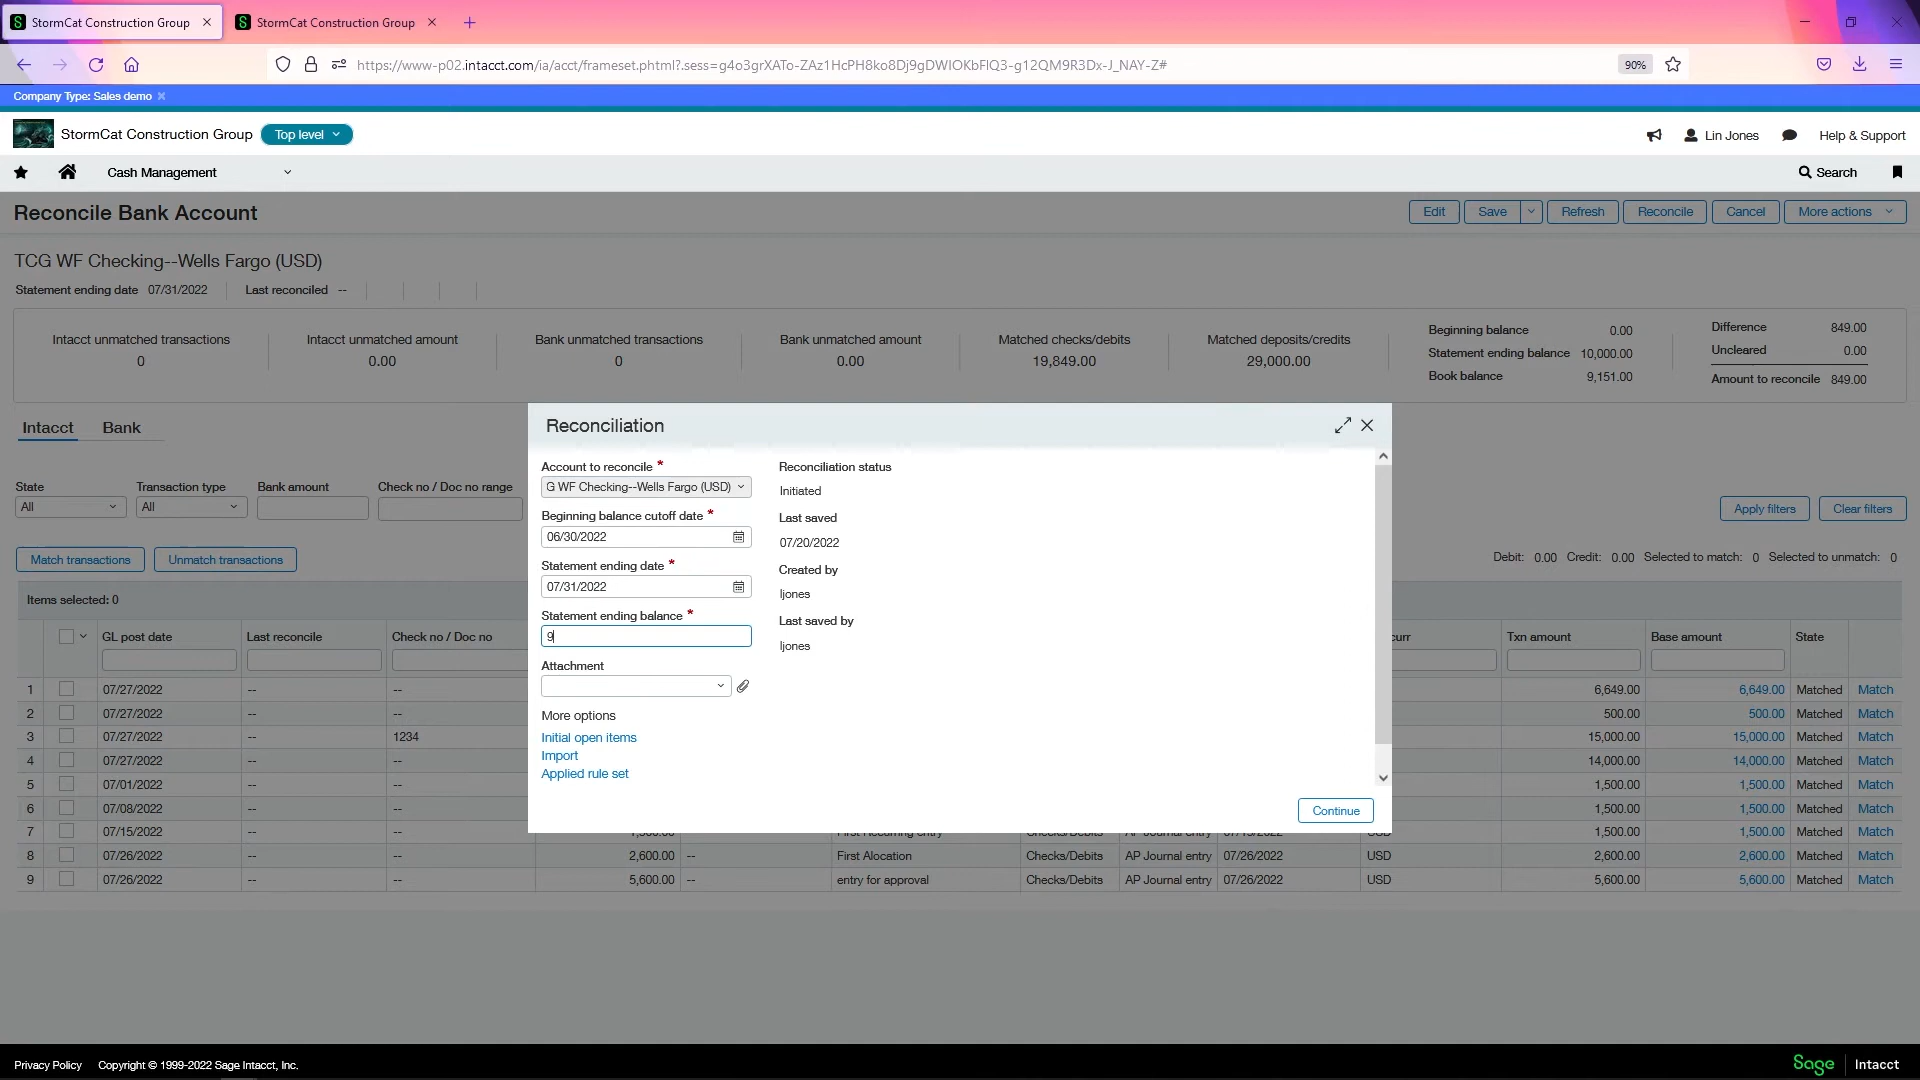 StormCat Construction Group
StormCat Construction Group
https://www-p02.intacct.com/ia/acct/frameset.phtml?.sess=g4o3grXATo-ZAz1HcPH8ko8Dj9gDWIOKbFlQ3-g12QM9R3Dx-J_NAY-Z#
90%
Company Type: Sales demo
StormCat Construction Group Top level
Lin Jones Help & Support
Cash Management
Search
Reconcile Bank Account
Edit Save Refresh Reconcile Cancel More actions
TCG WF Checking--Wells Fargo (USD)
Statement ending date 07/31/2022 Last reconciled --
Intacct unmatched transactions
0
Intacct unmatched amount
0.00
Bank unmatched transactions
0
Bank unmatched amount
0.00
Matched checks/debits
19,849.00
Matched deposits/credits
29,000.00
Beginning balance 0.00
Statement ending balance 10,000.00
Book balance 9,151.00
Difference 849.00
Uncleared 0.00
Amount to reconcile 849.00
Intacct Bank
State
All
Transaction type
All
Bank amount
Check no / Doc no range
Apply filters Clear filters
Match transactions Unmatch transactions
Debit: 0.00 Credit: 0.00 Selected to match: 0 Selected to unmatch: 0
Items selected: 0
Reconciliation
Account to reconcile *
G WF Checking--Wells Fargo (USD)
Beginning balance cutoff date *
06/30/2022
Statement ending date *
07/31/2022
Statement ending balance *
9
Attachment
More options
Initial open items
Import
Applied rule set
Reconciliation status
Initiated
Last saved
07/20/2022
Created by
ljones
Last saved by
ljones
Continue
GL post date Last reconcile Check no / Doc no curr Txn amount Base amount State
1 07/27/2022 -- -- 6,649.00 6,649.00 Matched Match
2 07/27/2022 -- -- 500.00 500.00 Matched Match
3 07/27/2022 -- 1234 15,000.00 15,000.00 Matched Match
4 07/27/2022 -- -- 14,000.00 14,000.00 Matched Match
5 07/01/2022 -- -- 1,500.00 1,500.00 Matched Match
6 07/08/2022 -- -- 1,500.00 1,500.00 Matched Match
7 07/15/2022 -- -- 1,500.00 -- First Recurring entry Checks/Debits AP Journal entry 07/15/2022 USD 1,500.00 1,500.00 Matched Match
8 07/26/2022 -- -- 2,600.00 -- First Alocation Checks/Debits AP Journal entry 07/26/2022 USD 2,600.00 2,600.00 Matched Match
9 07/26/2022 -- -- 5,600.00 -- entry for approval Checks/Debits AP Journal entry 07/26/2022 USD 5,600.00 5,600.00 Matched Match
Privacy Policy Copyright © 1999-2022 Sage Intacct, Inc.
Sage Intacct